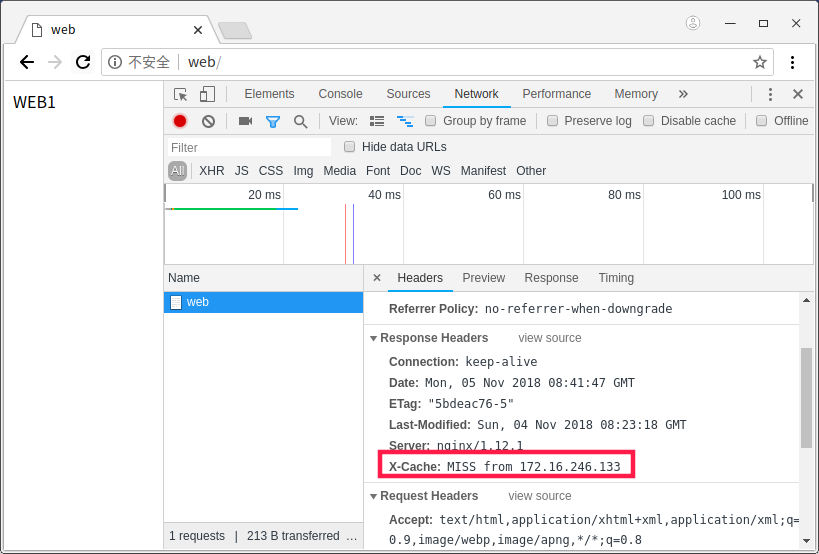 web
不安全 web/
WEB1
Elements Console Sources Network Performance Memory
View: Group by frame Preserve log Disable cache Offline
Filter Hide data URLs
All XHR JS CSS Img Media Font Doc WS Manifest Other
20 ms 40 ms 60 ms 80 ms 100 ms
Name
web
Headers Preview Response Timing
Referrer Policy: no-referrer-when-downgrade
Response Headers view source
Connection: keep-alive
Date: Mon, 05 Nov 2018 08:41:47 GMT
ETag: "5bdeac76-5"
Last-Modified: Sun, 04 Nov 2018 08:23:18 GMT
Server: nginx/1.12.1
X-Cache: MISS from 172.16.246.133
Request Headers view source
Accept: text/html,application/xhtml+xml,application/xml;q=
0.9,image/webp,image/apng,*/*;q=0.8
1 requests | 213 B transferred …